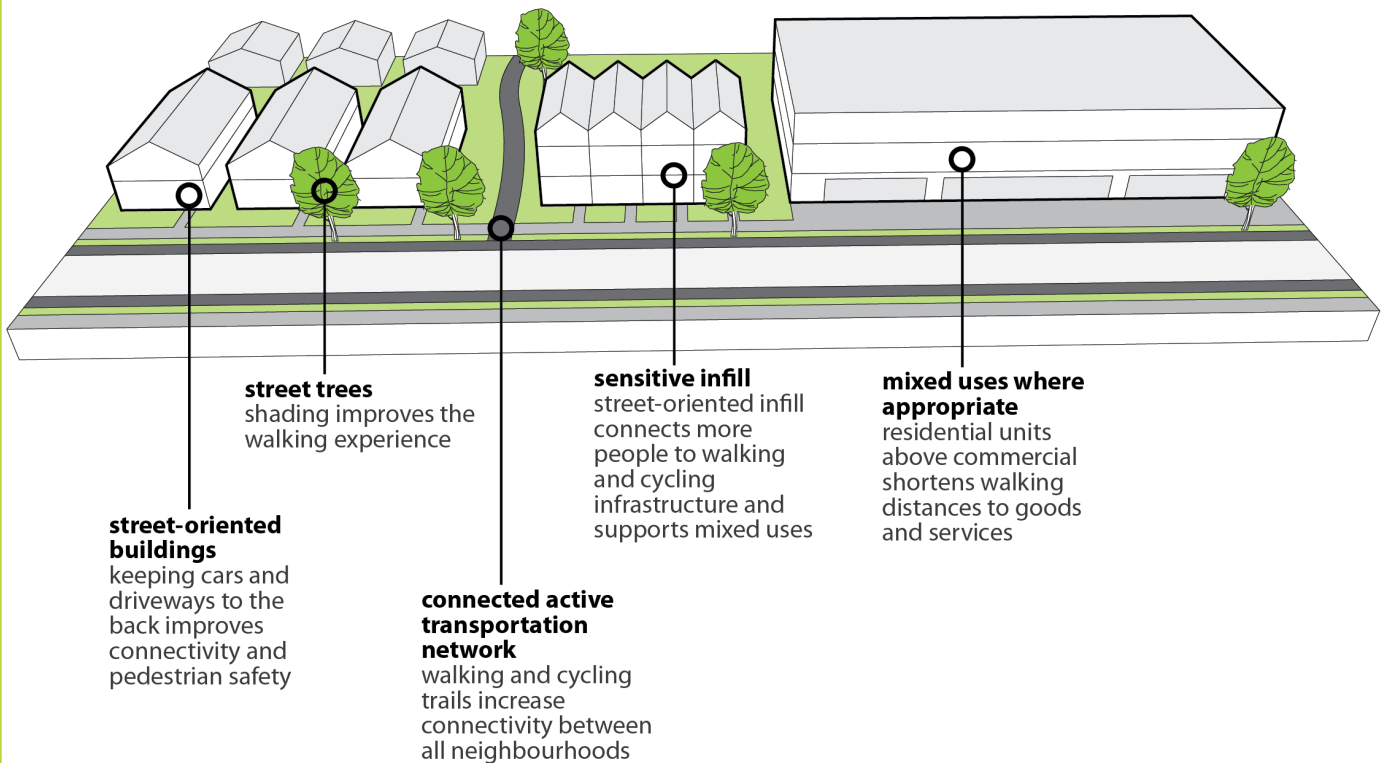 street-oriented
buildings
keeping cars and
driveways to the
back improves
connectivity and
pedestrian safety
street trees
shading improves the
walking experience
connected active
transportation
network
walking and cycling
trails increase
connectivity between
all neighbourhoods
sensitive infill
street-oriented infill
connects more
people to walking
and cycling
infrastructure and
supports mixed uses
mixed uses where
appropriate
residential units
above commercial
shortens walking
distances to goods
and services